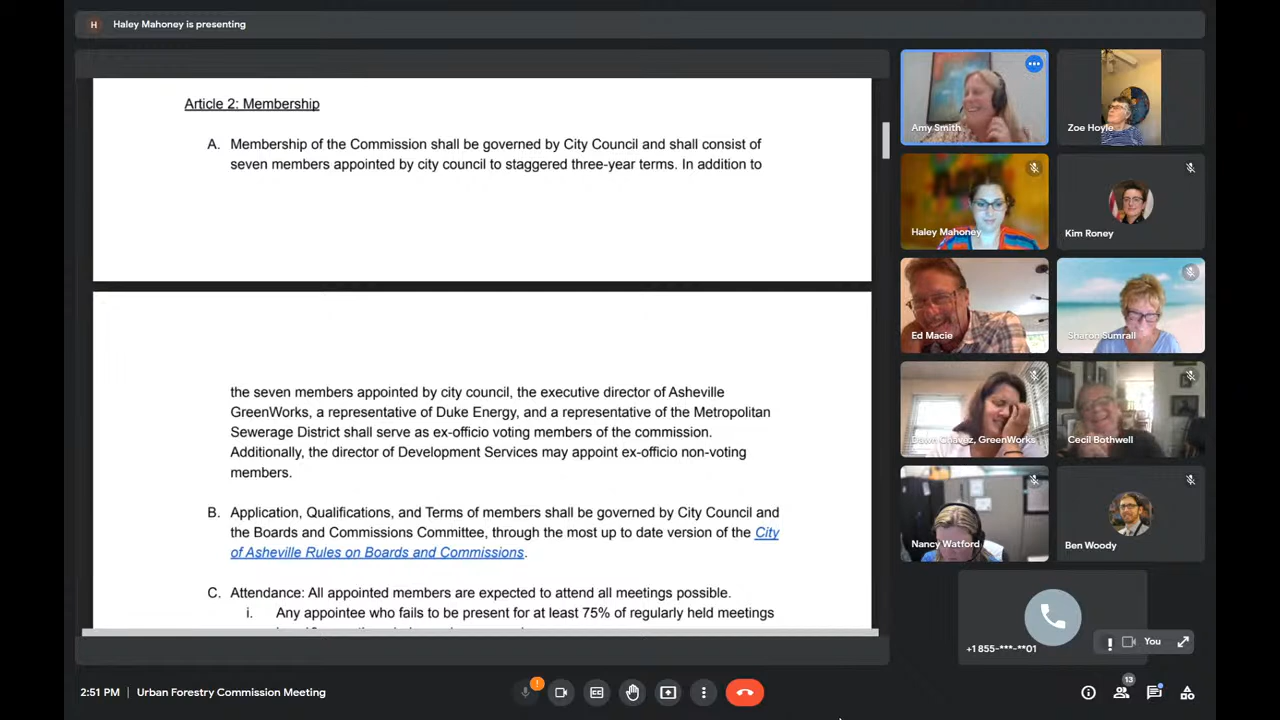 H
Haley Mahoney is presenting
Article 2: Membership
A. Membership of the Commission shall be governed by City Council and shall consist of
seven members appointed by city council to staggered three-year terms. In addition to
the seven members appointed by city council, the executive director of Asheville
GreenWorks, a representative of Duke Energy, and a representative of the Metropolitan
Sewerage District shall serve as ex-officio voting members of the commission.
Additionally, the director of Development Services may appoint ex-officio non-voting
members.
B. Application, Qualifications, and Terms of members shall be governed by City Council and
the Boards and Commissions Committee, through the most up to date version of the City
of Asheville Rules on Boards and Commissions.
C. Attendance: All appointed members are expected to attend all meetings possible.
i. Any appointee who fails to be present for at least 75% of regularly held meetings
Amy Smith
Zoe Hoyle
Haley Mahoney
Kim Roney
Ed Macie
Sharon Sumrall
Dawn Chavez, GreenWorks
Cecil Bothwell
Nancy Watford
Ben Woody
+1 855-***-**01
You
2:51 PM | Urban Forestry Commission Meeting
13